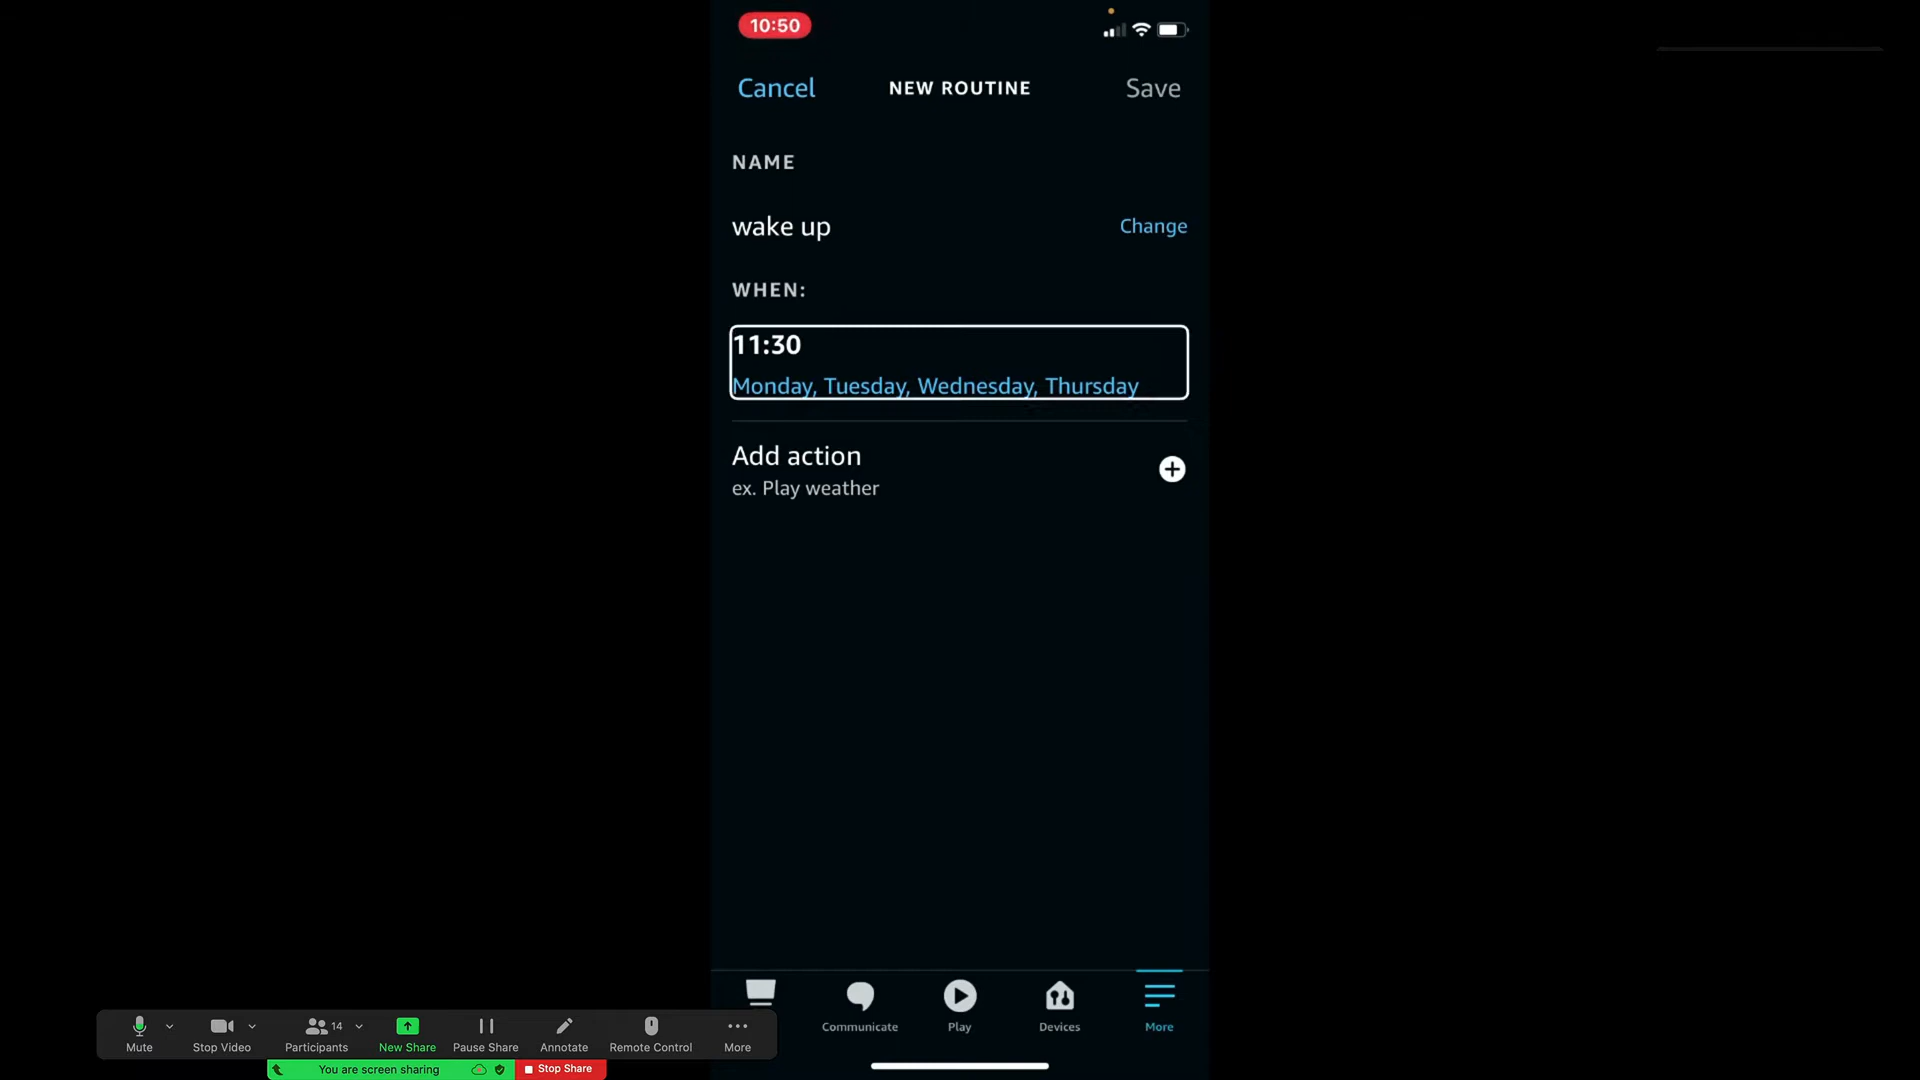 10:50
Cancel NEW ROUTINE Save
NAME
wake up Change
WHEN:
11:30
Monday, Tuesday, Wednesday, Thursday
Add action
ex. Play weather
Communicate Play Devices More
14
Mute Stop Video Participants New Share Pause Share Annotate Remote Control More
You are screen sharing Stop Share